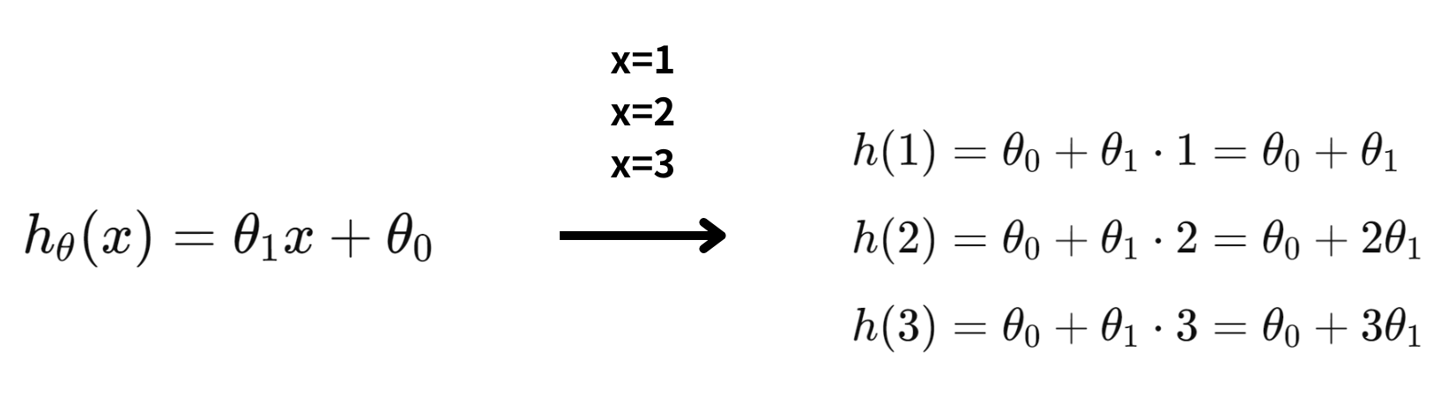 x=1
x=2
x=3
h_θ(x) = θ₁x + θ₀
h(1) = θ₀ + θ₁ · 1 = θ₀ + θ₁
h(2) = θ₀ + θ₁ · 2 = θ₀ + 2θ₁
h(3) = θ₀ + θ₁ · 3 = θ₀ + 3θ₁